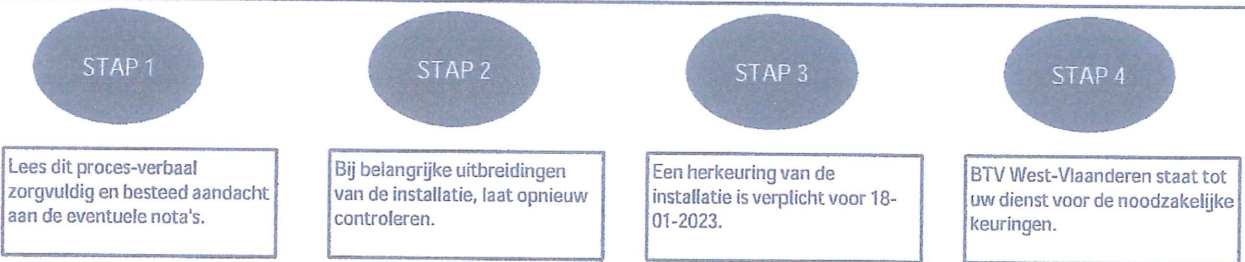 STAP 1
Lees dit proces-verbaal
zorgvuldig en besteed aandacht
aan de eventuele nota's.
STAP 2
Bij belangrijke uitbreidingen
van de installatie, laat opnieuw
controleren.
STAP 3
Een herkeuring van de
installatie is verplicht voor 18-
01-2023.
STAP 4
BTV West-Vlaanderen staat tot
uw dienst voor de noodzakelijke
keuringen.